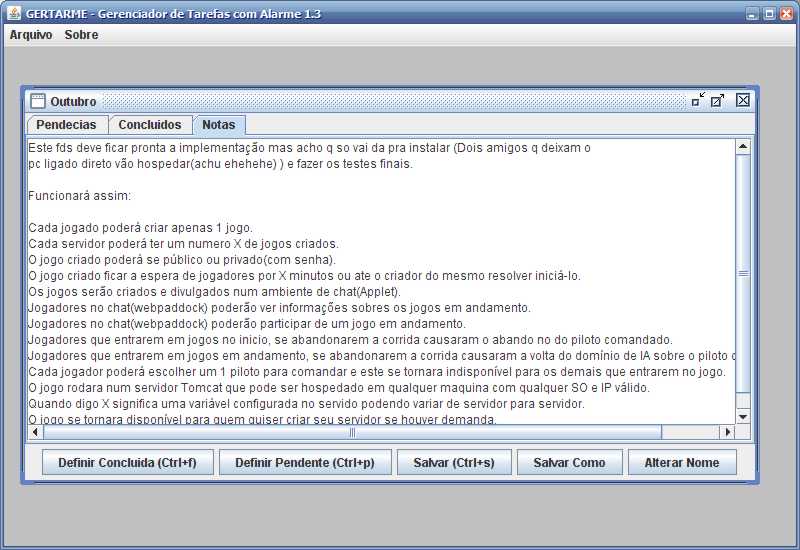 GERTARME - Gerenciador de Tarefas com Alarme 1.3
Arquivo Sobre
Outubro
Pendecias Concluidos Notas
Este fds deve ficar pronta a implementação mas acho q so vai da pra instalar (Dois amigos q deixam o
pc ligado direto vão hospedar(achu ehehehe) ) e fazer os testes finais.
Funcionará assim:
Cada jogado poderá criar apenas 1 jogo.
Cada servidor poderá ter um numero X de jogos criados.
O jogo criado poderá se público ou privado(com senha).
O jogo criado ficar a espera de jogadores por X minutos ou ate o criador do mesmo resolver iniciá-lo.
Os jogos serão criados e divulgados num ambiente de chat(Applet).
Jogadores no chat(webpaddock) poderão ver informações sobre os jogos em andamento.
Jogadores no chat(webpaddock) poderão participar de um jogo em andamento.
Jogadores que entrarem em jogos no inicio, se abandonarem a corrida causaram o abando no do piloto comandado.
Jogadores que entrarem em jogos em andamento, se abandonarem a corrida causaram a volta do domínio de IA sobre o piloto
Cada jogador poderá escolher um 1 piloto para comandar e este se tornara indisponível para os demais que entrarem no jogo.
O jogo rodara num servidor Tomcat que pode ser hospedado em qualquer maquina com qualquer SO e IP válido.
Quando digo X significa uma variável configurada no servido podendo variar de servidor para servidor.
O jogo se tornara disponível para quem quiser criar seu servidor se houver demanda.
Definir Concluida (Ctrl+f) Definir Pendente (Ctrl+p) Salvar (Ctrl+s) Salvar Como Alterar Nome